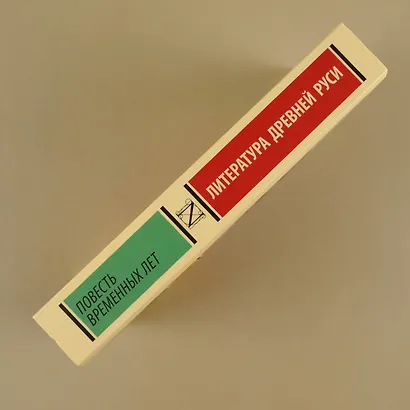 ЛИТЕРАТУРА ДРЕВНЕЙ РУСИ
N
ПОВЕСТЬ
ВРЕМЕННЫХ ЛЕТ